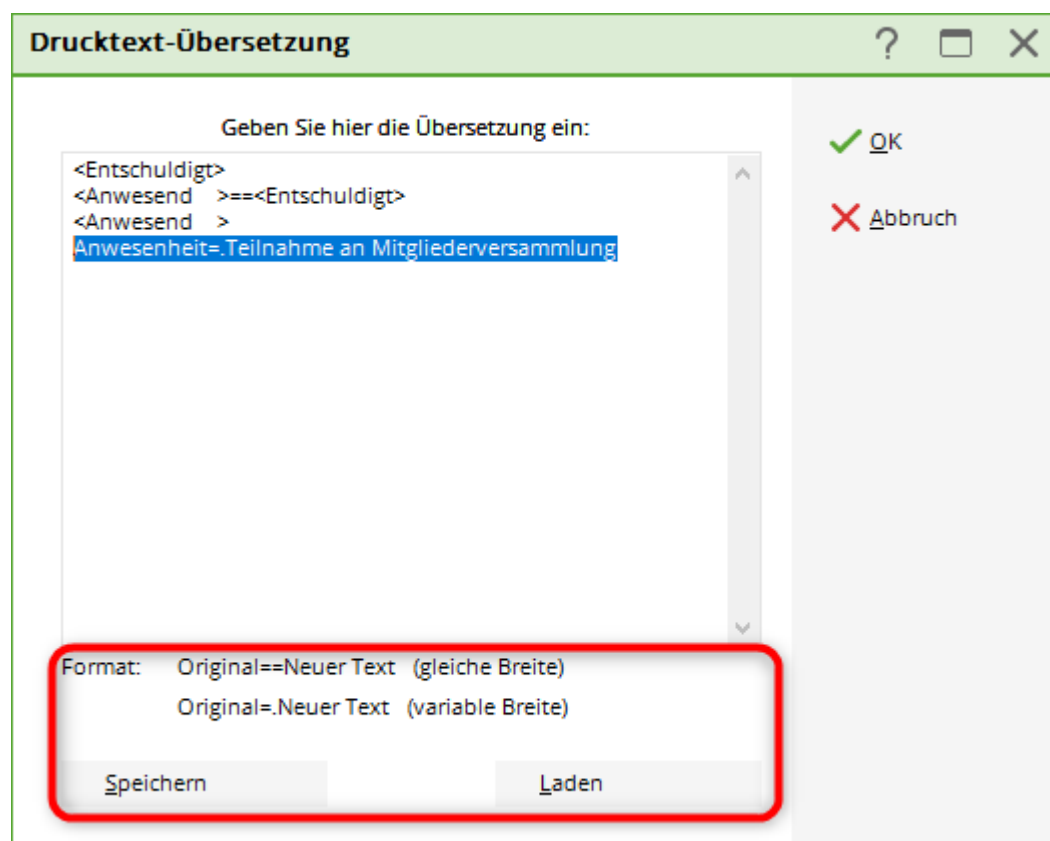 Drucktext-Übersetzung
Geben Sie hier die Übersetzung ein:
<Entschuldigt>
<Anwesend   >==<Entschuldigt>
<Anwesend   >
Anwesenheit=.Teilnahme an Mitgliederversammlung
OK
Abbruch
Format: Original==Neuer Text (gleiche Breite)
Original=.Neuer Text (variable Breite)
Speichern Laden